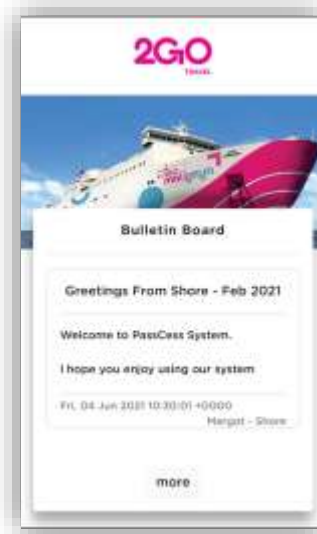 2GO
TRAVEL
Bulletin Board
Greetings From Shore - Feb 2021
Welcome to PassCess System.
I hope you enjoy using our system
Fri, 04 Jun 2021 10:30:01 +0000
Margot - Shore
more